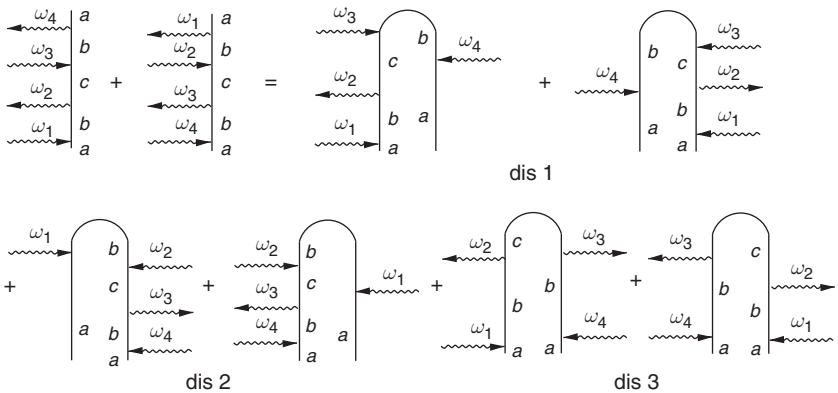 ω₄ a
b
ω₃
c
ω₂
b
ω₁
a
+
ω₁ a
b
ω₂
c
ω₃
b
ω₄
a
=
ω₃
b
ω₄
c
ω₂
b a
ω₁
a
+
ω₃
b
c
ω₄ ω₂
b
a ω₁
a
dis 1
+
ω₁
b ω₂
c
ω₃
a b ω₄
a
+
ω₂ b
c
ω₃ ω₁
ω₄ b a
a
dis 2
+
ω₂ c ω₃
b
b
ω₁ ω₄
a a
+
ω₃ c
ω₂
b
b
ω₄ ω₁
a a
dis 3